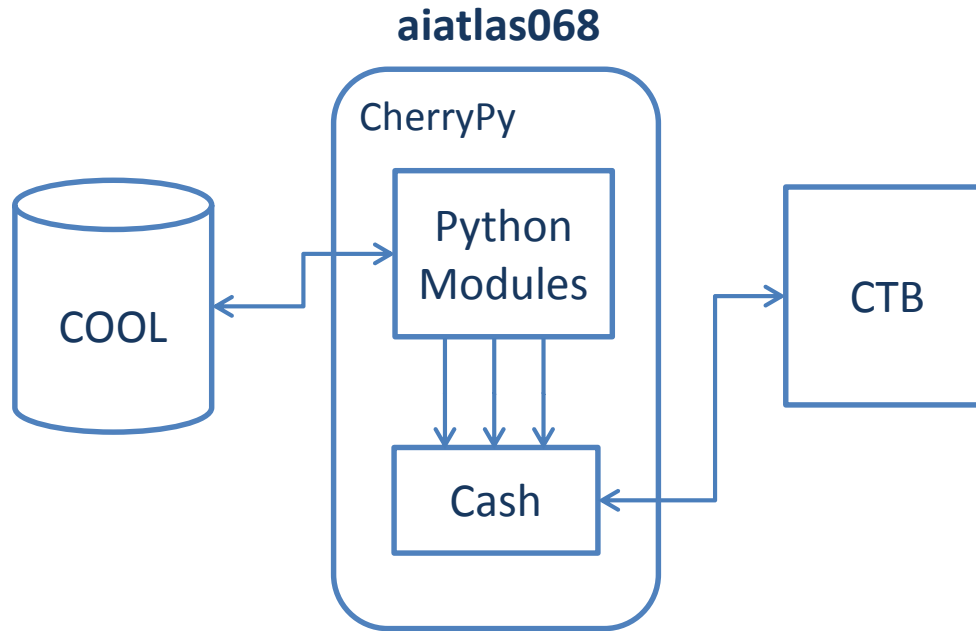 aiatlas068
CherryPy
Python
Modules
COOL
CTB
Cash